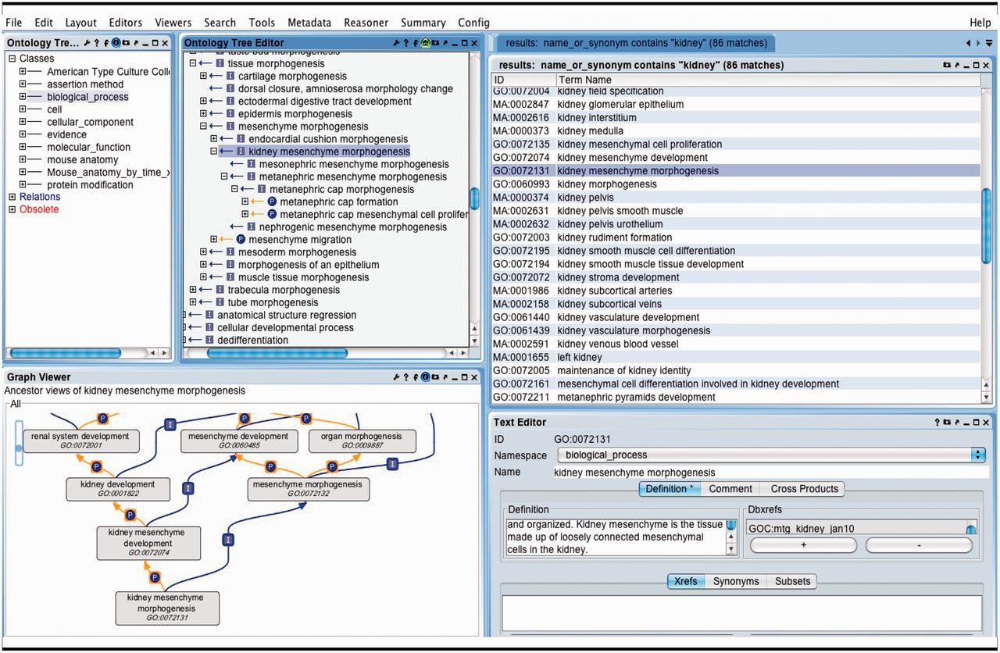 File Edit Layout Editors Viewers Search Tools Metadata Reasoner Summary Config Help
Ontology Tre...
Classes
American Type Culture Coll
assertion method
biological_process
cell
cellular_component
evidence
molecular_function
mouse anatomy
Mouse_anatomy_by_time_x
protein modification
Relations
Obsolete
Ontology Tree Editor
taste bud morphogenesis
tissue morphogenesis
cartilage morphogenesis
dorsal closure, amnioserosa morphology change
ectodermal digestive tract development
epidermis morphogenesis
mesenchyme morphogenesis
endocardial cushion morphogenesis
kidney mesenchyme morphogenesis
mesonephric mesenchyme morphogenesis
metanephric mesenchyme morphogenesis
metanephric cap morphogenesis
metanephric cap formation
metanephric cap mesenchymal cell prolifer
nephrogenic mesenchyme morphogenesis
mesenchyme migration
mesoderm morphogenesis
morphogenesis of an epithelium
muscle tissue morphogenesis
trabecula morphogenesis
tube morphogenesis
anatomical structure regression
cellular developmental process
dedifferentiation
results: name_or_synonym contains "kidney" (86 matches)
results: name_or_synonym contains "kidney" (86 matches)
ID Term Name
GO:0072004 kidney field specification
MA:0002847 kidney glomerular epithelium
MA:0002616 kidney interstitium
MA:0000373 kidney medulla
GO:0072135 kidney mesenchymal cell proliferation
GO:0072074 kidney mesenchyme development
GO:0072131 kidney mesenchyme morphogenesis
GO:0060993 kidney morphogenesis
MA:0000374 kidney pelvis
MA:0002631 kidney pelvis smooth muscle
MA:0002632 kidney pelvis urothelium
GO:0072003 kidney rudiment formation
GO:0072195 kidney smooth muscle cell differentiation
GO:0072194 kidney smooth muscle tissue development
GO:0072072 kidney stroma development
MA:0001986 kidney subcortical arteries
MA:0002158 kidney subcortical veins
GO:0061440 kidney vasculature development
GO:0061439 kidney vasculature morphogenesis
MA:0002591 kidney venous blood vessel
MA:0001655 left kidney
GO:0072005 maintenance of kidney identity
GO:0072161 mesenchymal cell differentiation involved in kidney development
GO:0072211 metanephric pyramids development
Graph Viewer
Ancestor views of kidney mesenchyme morphogenesis
All
P P P
I
renal system development
GO:0072001
mesenchyme development
GO:0060485
organ morphogenesis
GO:0009887
P P P I
kidney development
GO:0001822
I
mesenchyme morphogenesis
GO:0072132
P
kidney mesenchyme
development
GO:0072074
I
P
kidney mesenchyme
morphogenesis
GO:0072131
Text Editor
ID GO:0072131
Namespace biological_process
Name kidney mesenchyme morphogenesis
Definition * Comment Cross Products
Definition
and organized. Kidney mesenchyme is the tissue
made up of loosely connected mesenchymal
cells in the kidney.
Dbxrefs
GOC:mtg_kidney_jan10
+ -
Xrefs Synonyms Subsets